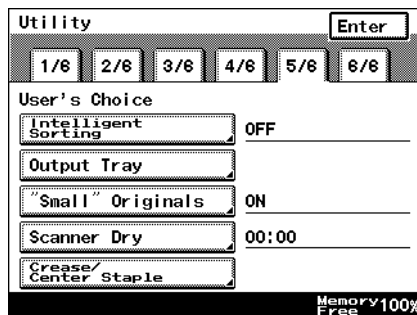 Utility
Enter
1/6 2/6 3/6 4/6 5/6 6/6
User's Choice
Intelligent
Sorting
OFF
Output Tray
"Small" Originals
ON
Scanner Dry
00:00
Crease/
Center Staple
Memory
Free
100%